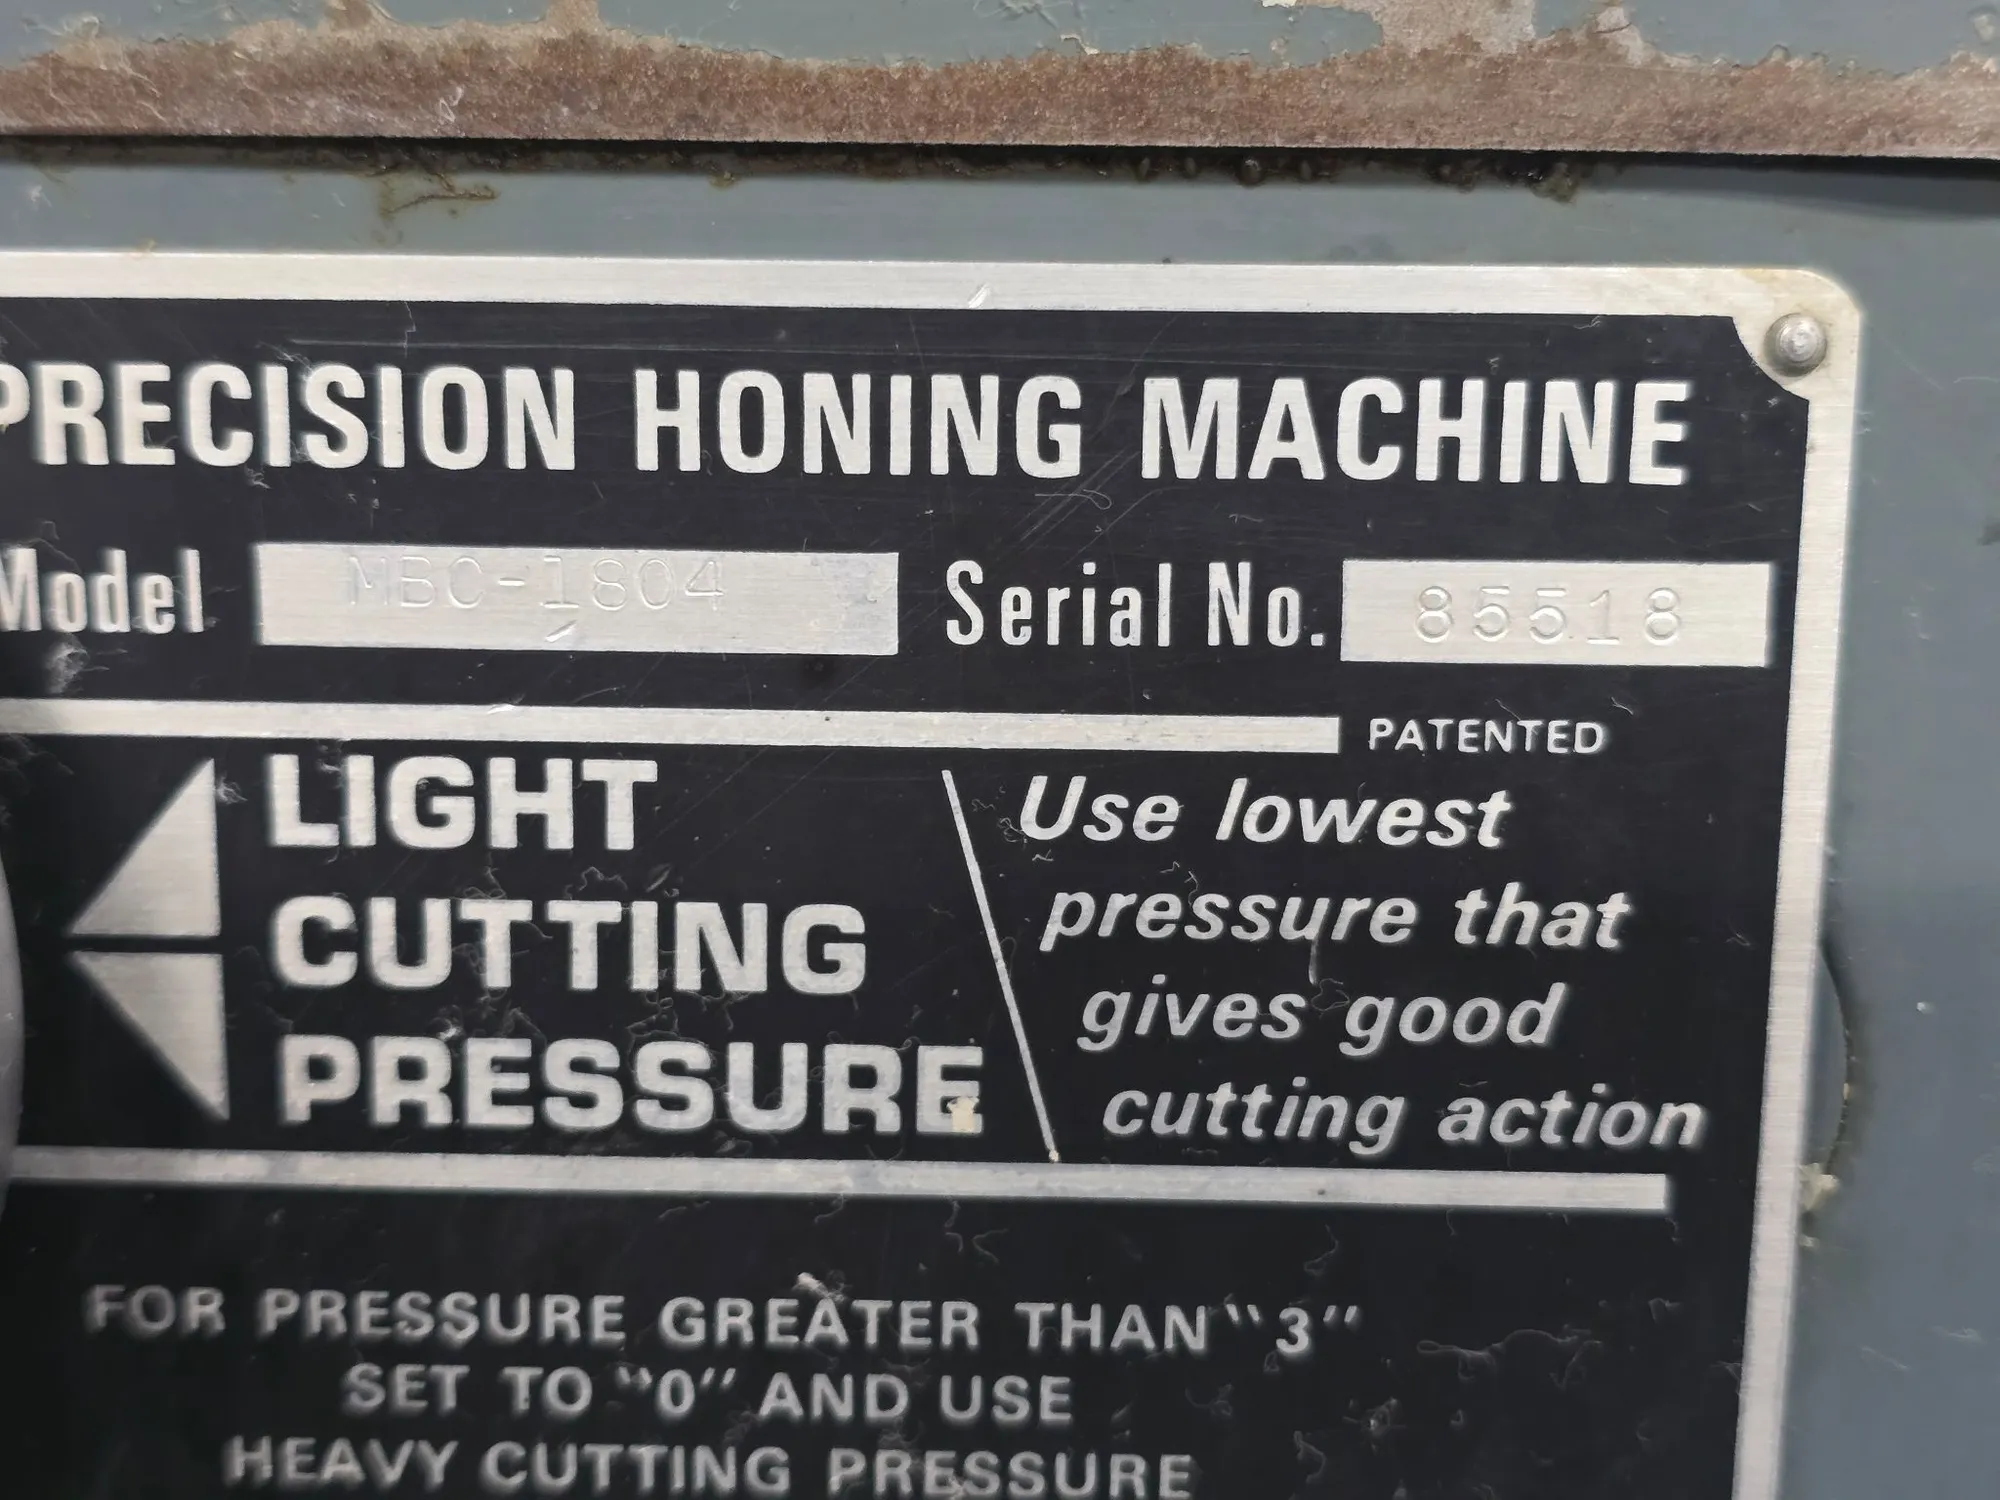 PRECISION HONING MACHINE
Model MBC-1804 Serial No. 85518
PATENTED
LIGHT
CUTTING
PRESSURE
Use lowest
pressure that
gives good
cutting action
FOR PRESSURE GREATER THAN "3"
SET TO "0" AND USE
HEAVY CUTTING PRESSURE